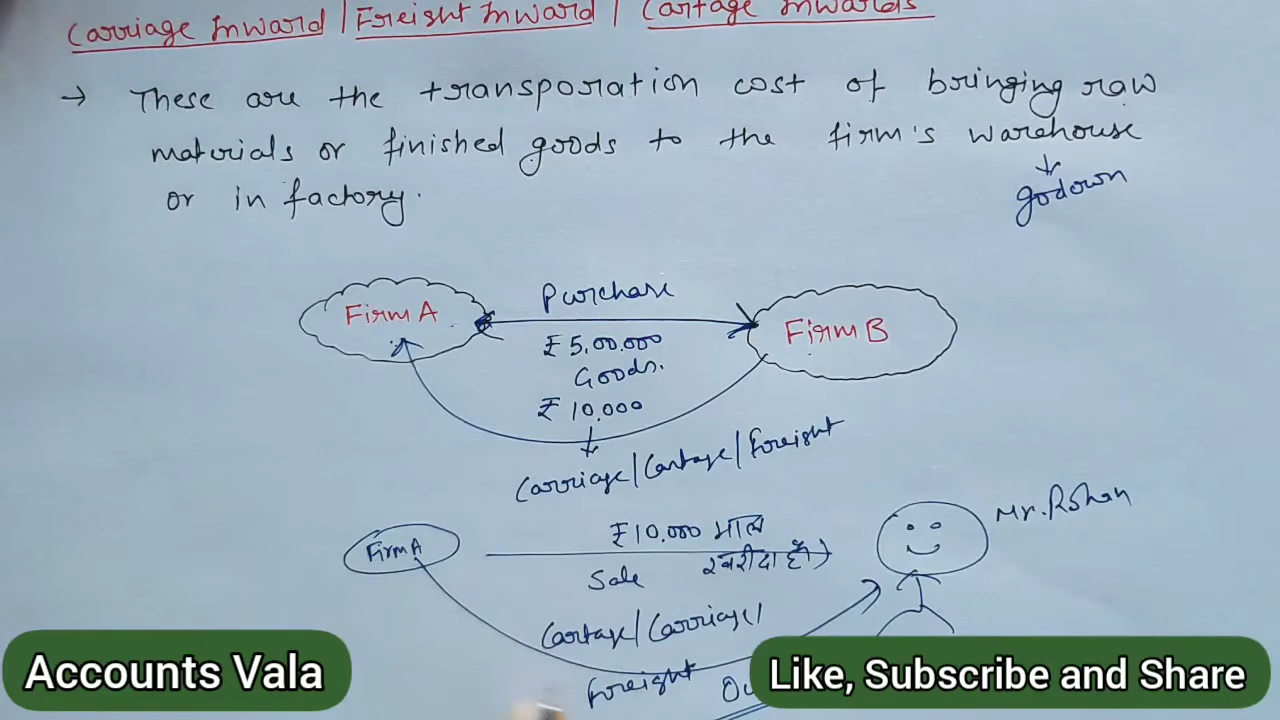 Carriage Inward / Freight Inward / Cartage Inwards
→ These are the transporation cost of bringing raw
materials or finished goods to the firm's warehouse
or in factory.
godown
Firm A
Purchase
Firm B
₹ 5,00,000
Goods.
₹ 10,000
Carriage/Cartage/Freight
Firm A
₹10,000 माल
खरीदा है।
Sale
Mr. Rohan
Cartage/Carriage/
Freight
Accounts Vala
Like, Subscribe and Share